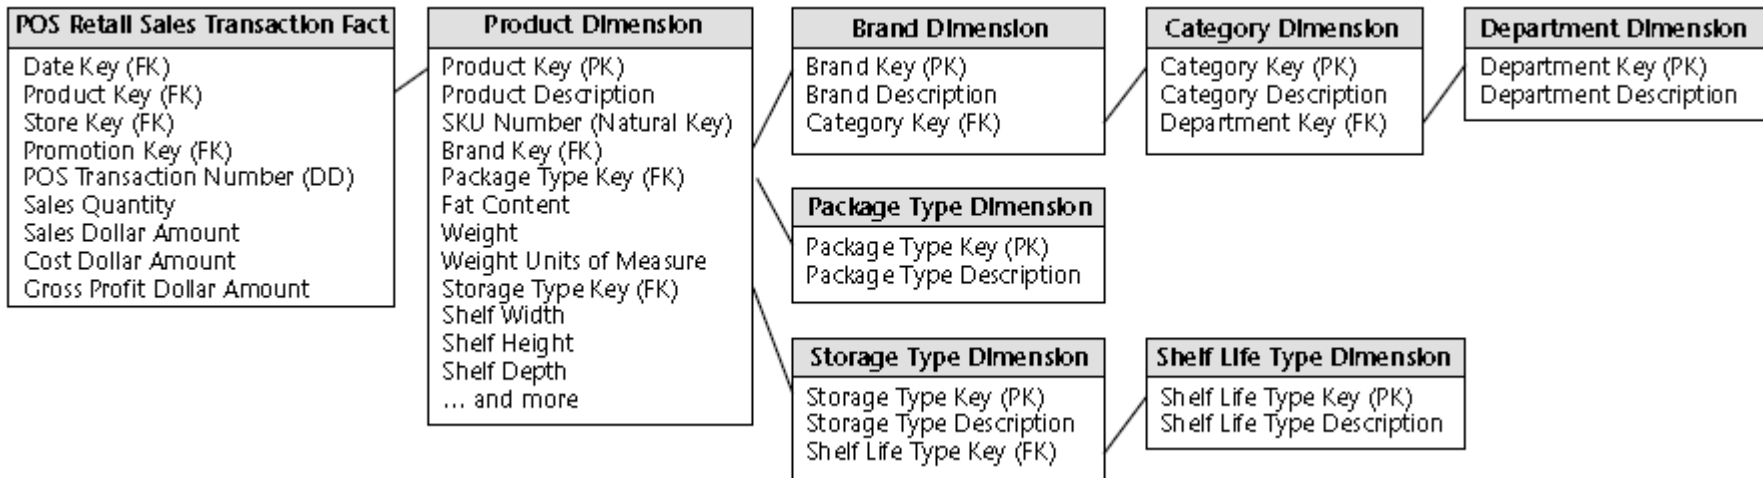 POS Retail Sales Transaction Fact
Date Key (FK)
Product Key (FK)
Store Key (FK)
Promotion Key (FK)
POS Transaction Number (DD)
Sales Quantity
Sales Dollar Amount
Cost Dollar Amount
Gross Profit Dollar Amount
Product Dimension
Product Key (PK)
Product Description
SKU Number (Natural Key)
Brand Key (FK)
Package Type Key (FK)
Fat Content
Weight
Weight Units of Measure
Storage Type Key (FK)
Shelf Width
Shelf Height
Shelf Depth
... and more
Brand Dimension
Brand Key (PK)
Brand Description
Category Key (FK)
Category Dimension
Category Key (PK)
Category Description
Department Key (FK)
Department Dimension
Department Key (PK)
Department Description
Package Type Dimension
Package Type Key (PK)
Package Type Description
Storage Type Dimension
Storage Type Key (PK)
Storage Type Description
Shelf Life Type Key (FK)
Shelf Life Type Dimension
Shelf Life Type Key (PK)
Shelf Life Type Description